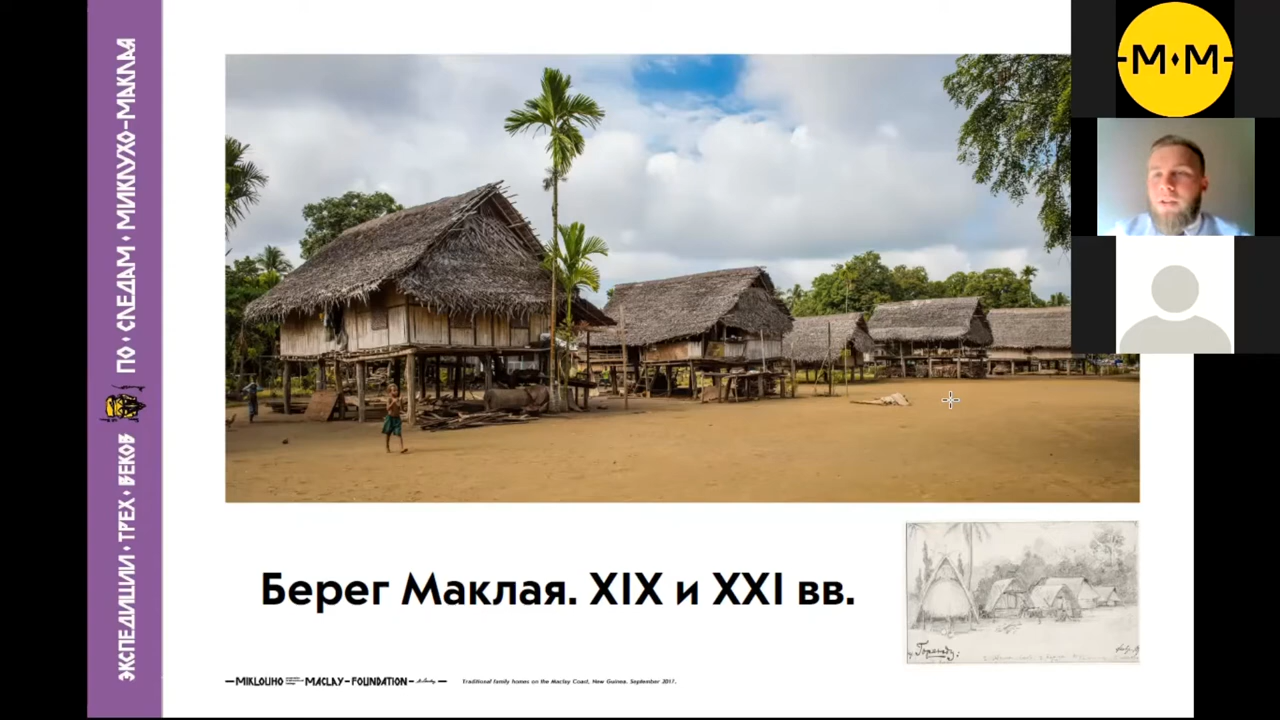 ЭКСПЕДИЦИИ • ТРЕХ • ВЕКОВ
ПО • СЛЕДАМ • МИКЛУХО-МАКЛАЯ
M•M
Берег Маклая. XIX и XXI вв.
Горенду.
MIKLOUHO MACLAY-FOUNDATION
Traditional family homes on the Maclay Coast, New Guinea. September 2017.